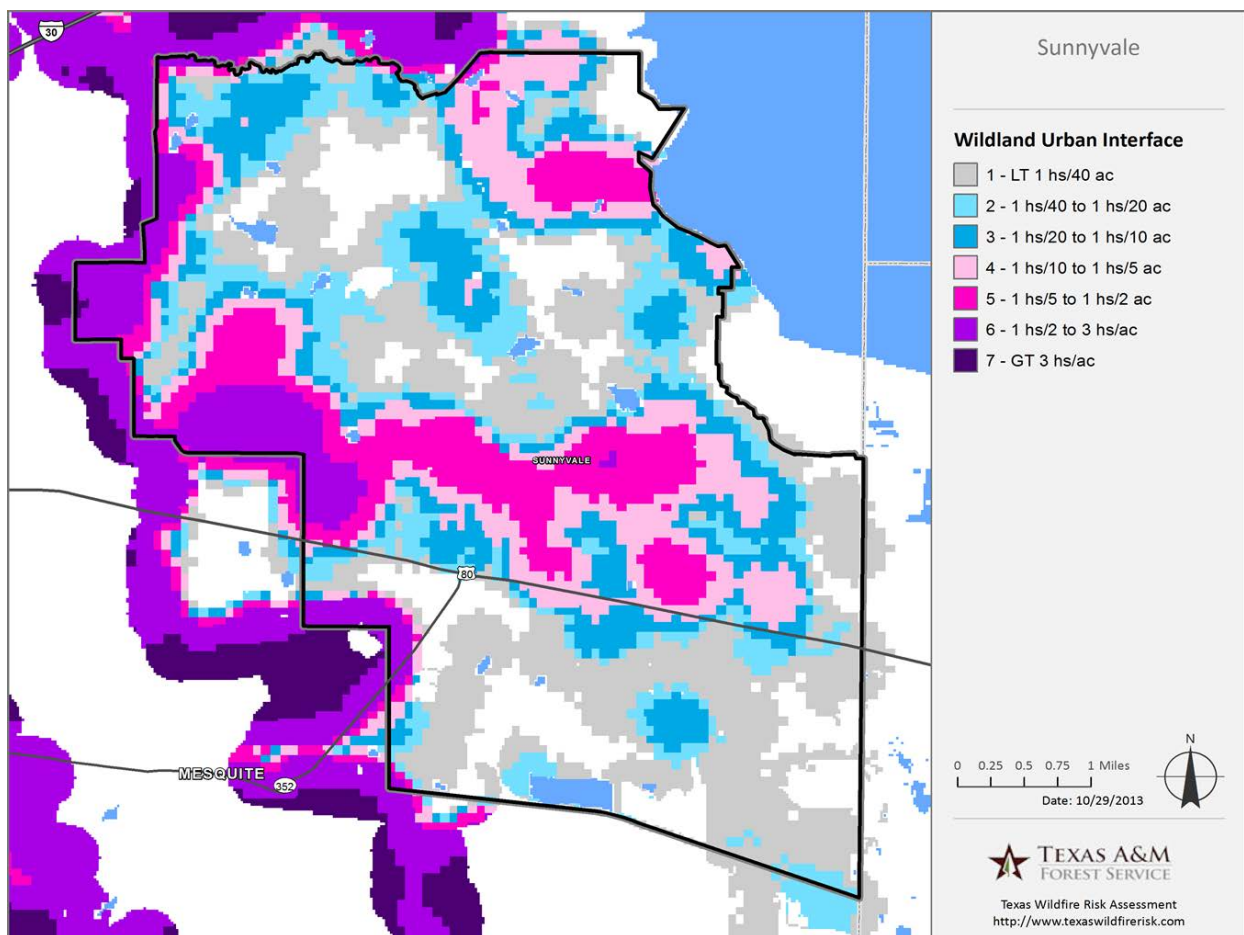 30
Sunnyvale
Wildland Urban Interface
1 - LT 1 hs/40 ac
2 - 1 hs/40 to 1 hs/20 ac
3 - 1 hs/20 to 1 hs/10 ac
4 - 1 hs/10 to 1 hs/5 ac
5 - 1 hs/5 to 1 hs/2 ac
6 - 1 hs/2 to 3 hs/ac
7 - GT 3 hs/ac
SUNNYVALE
80
MESQUITE
352
N
0 0.25 0.5 0.75 1 Miles
Date: 10/29/2013
TEXAS A&M
FOREST SERVICE
Texas Wildfire Risk Assessment
http://www.texaswildfirerisk.com